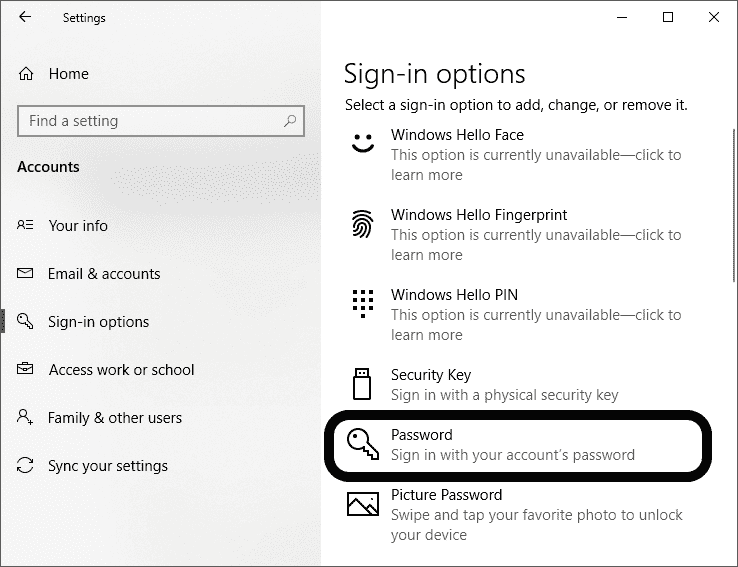 Settings
Home
Find a setting
Accounts
Your info
Email & accounts
Sign-in options
Access work or school
Family & other users
Sync your settings
Sign-in options
Select a sign-in option to add, change, or remove it.
Windows Hello Face
This option is currently unavailable—click to
learn more
Windows Hello Fingerprint
This option is currently unavailable—click to
learn more
Windows Hello PIN
This option is currently unavailable—click to
learn more
Security Key
Sign in with a physical security key
Password
Sign in with your account's password
Picture Password
Swipe and tap your favorite photo to unlock
your device